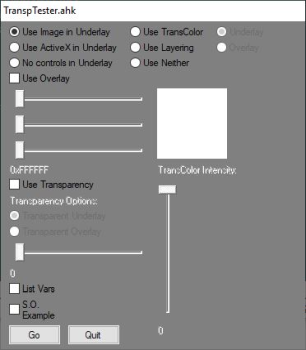 TranspTester.ahk
Use Image in Underlay Use TransColor Underlay
Use ActiveX in Underlay Use Layering Overlay
No controls in Underlay Use Neither
Use Overlay
0xFFFFFF TransColor Intensity:
Use Transparency
Transparency Options:
Transparent Underlay
Transparent Overlay
0
List Vars
S.O.
Example
0
Go Quit